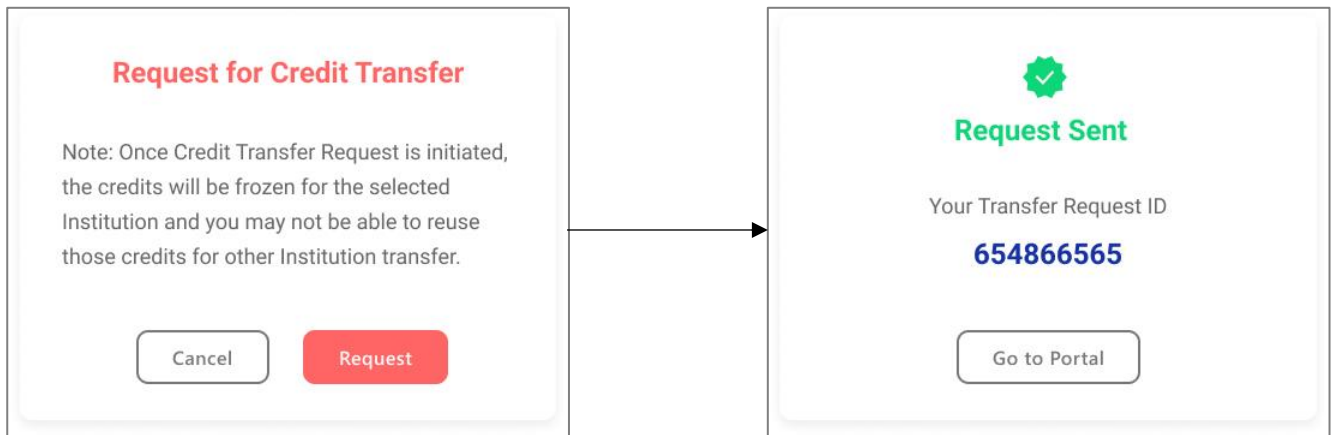 Request for Credit Transfer
Note: Once Credit Transfer Request is initiated,
the credits will be frozen for the selected
Institution and you may not be able to reuse
those credits for other Institution transfer.
Cancel
Request
Request Sent
Your Transfer Request ID
654866565
Go to Portal